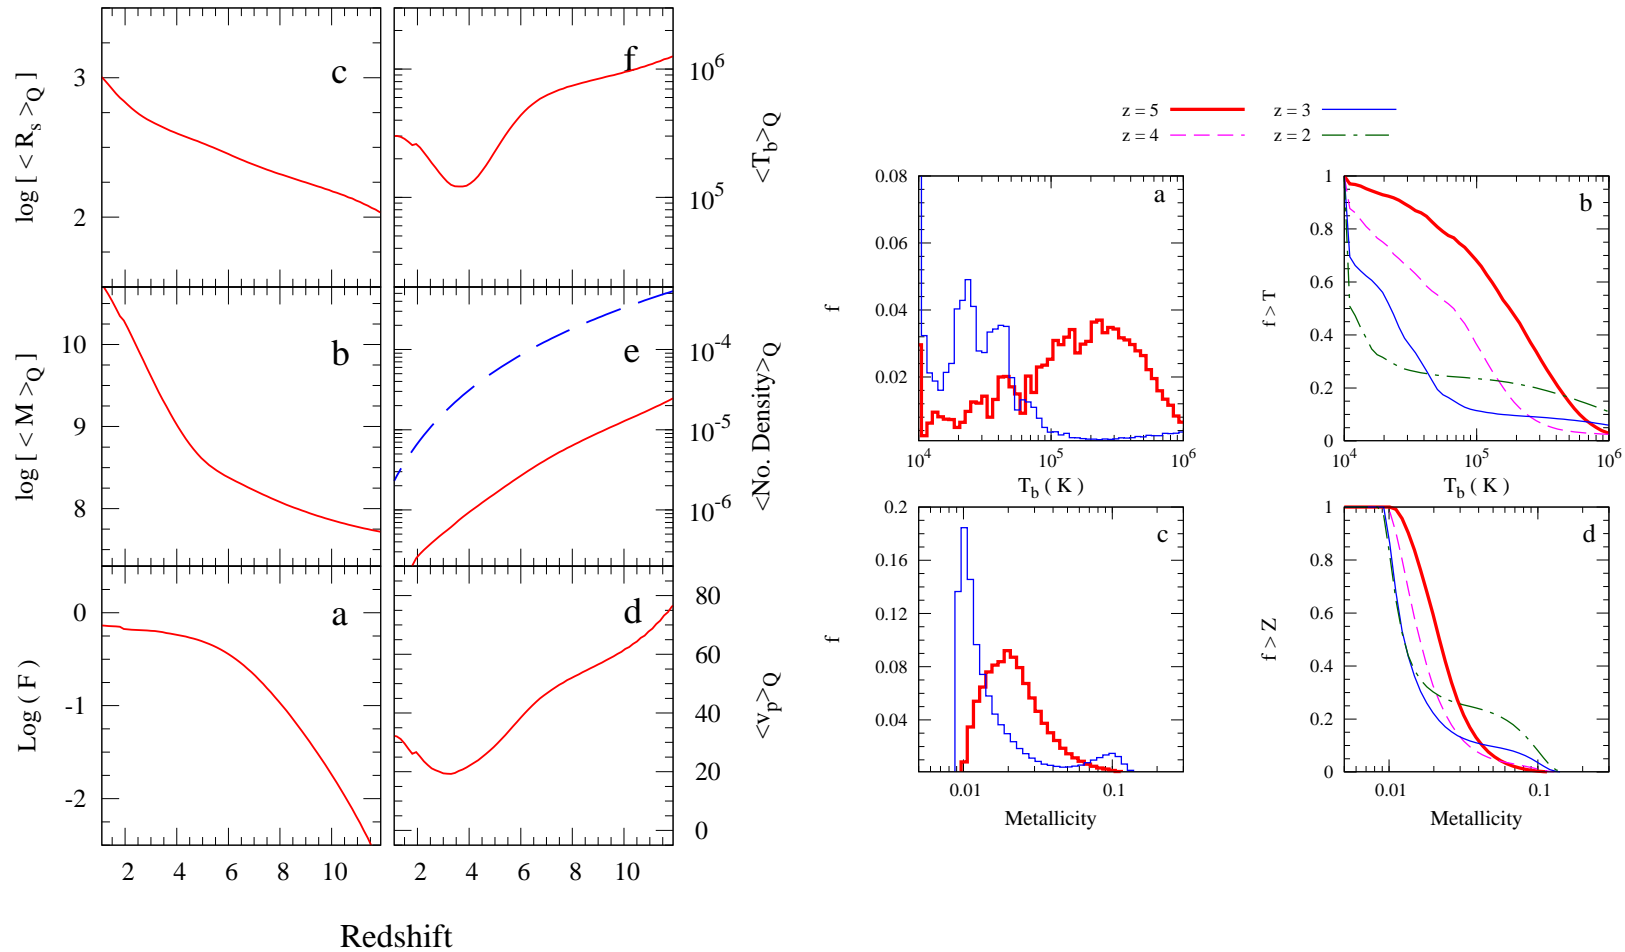 c
f
log [ < R_s >_Q ]
3
2
10^6
10^5
<T_b>_Q
b
e
log [ < M >_Q ]
10
9
8
10^-4
10^-5
10^-6
<No. Density>_Q
a
d
Log ( F )
0
-1
-2
80
60
40
20
0
<v_p>_Q
2 4 6 8 10
2 4 6 8 10
Redshift
z = 5
z = 3
z = 4
z = 2
a
f
0.08
0.06
0.04
0.02
10^4 10^5 10^6
T_b ( K )
b
f > T
1
0.8
0.6
0.4
0.2
0
10^4 10^5 10^6
T_b ( K )
c
f
0.2
0.16
0.12
0.08
0.04
0.01 0.1
Metallicity
d
f > Z
1
0.8
0.6
0.4
0.2
0
0.01 0.1
Metallicity